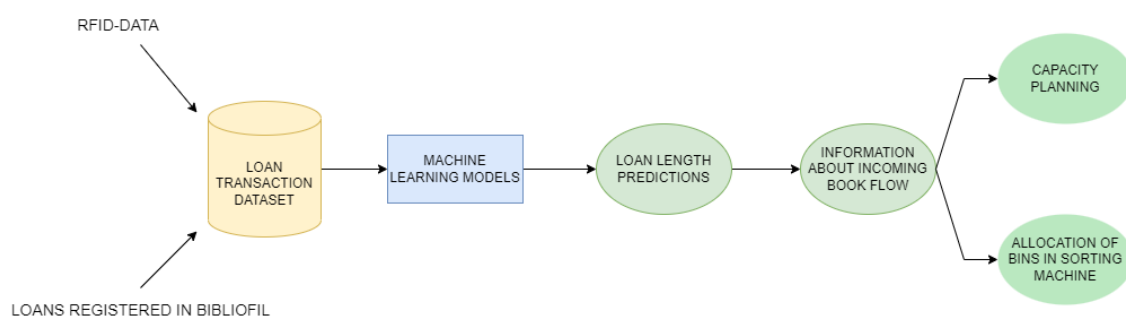 RFID-DATA
LOAN
TRANSACTION
DATASET
LOANS REGISTERED IN BIBLIOFIL
MACHINE
LEARNING MODELS
LOAN LENGTH
PREDICTIONS
INFORMATION
ABOUT INCOMING
BOOK FLOW
CAPACITY
PLANNING
ALLOCATION OF
BINS IN SORTING
MACHINE